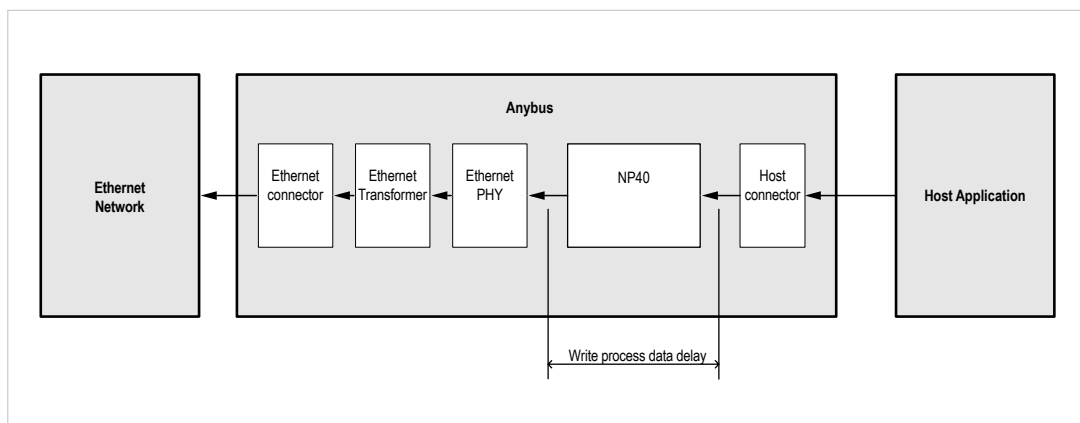 Anybus
Ethernet
Network
Ethernet
connector
Ethernet
Transformer
Ethernet
PHY
NP40
Host
connector
Host Application
Write process data delay